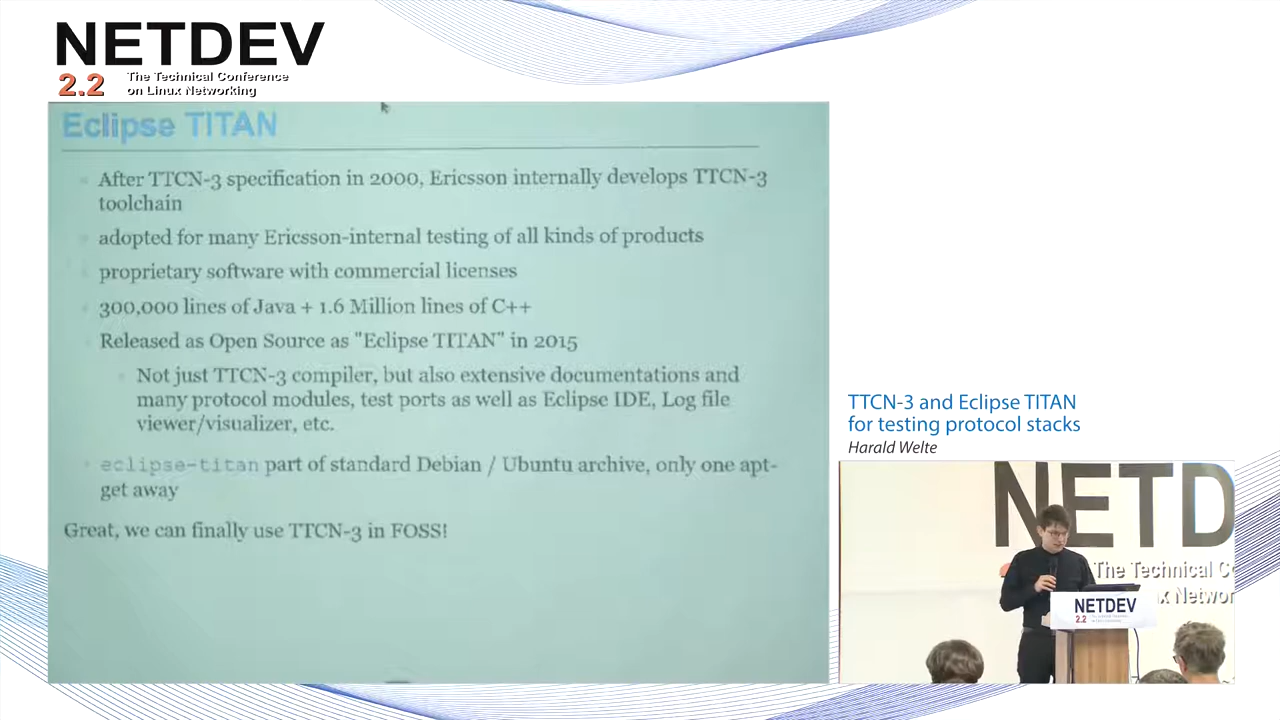 NETDEV
2.2 The Technical Conference
on Linux Networking
Eclipse TITAN
After TTCN-3 specification in 2000, Ericsson internally develops TTCN-3
toolchain
adopted for many Ericsson-internal testing of all kinds of products
proprietary software with commercial licenses
300,000 lines of Java + 1.6 Million lines of C++
Released as Open Source as "Eclipse TITAN" in 2015
Not just TTCN-3 compiler, but also extensive documentations and
many protocol modules, test ports as well as Eclipse IDE, Log file
viewer/visualizer, etc.
eclipse-titan part of standard Debian / Ubuntu archive, only one apt-
get away
Great, we can finally use TTCN-3 in FOSS!
TTCN-3 and Eclipse TITAN
for testing protocol stacks
Harald Welte
NETD
The Technical C
x Networ
NETDEV
2.2